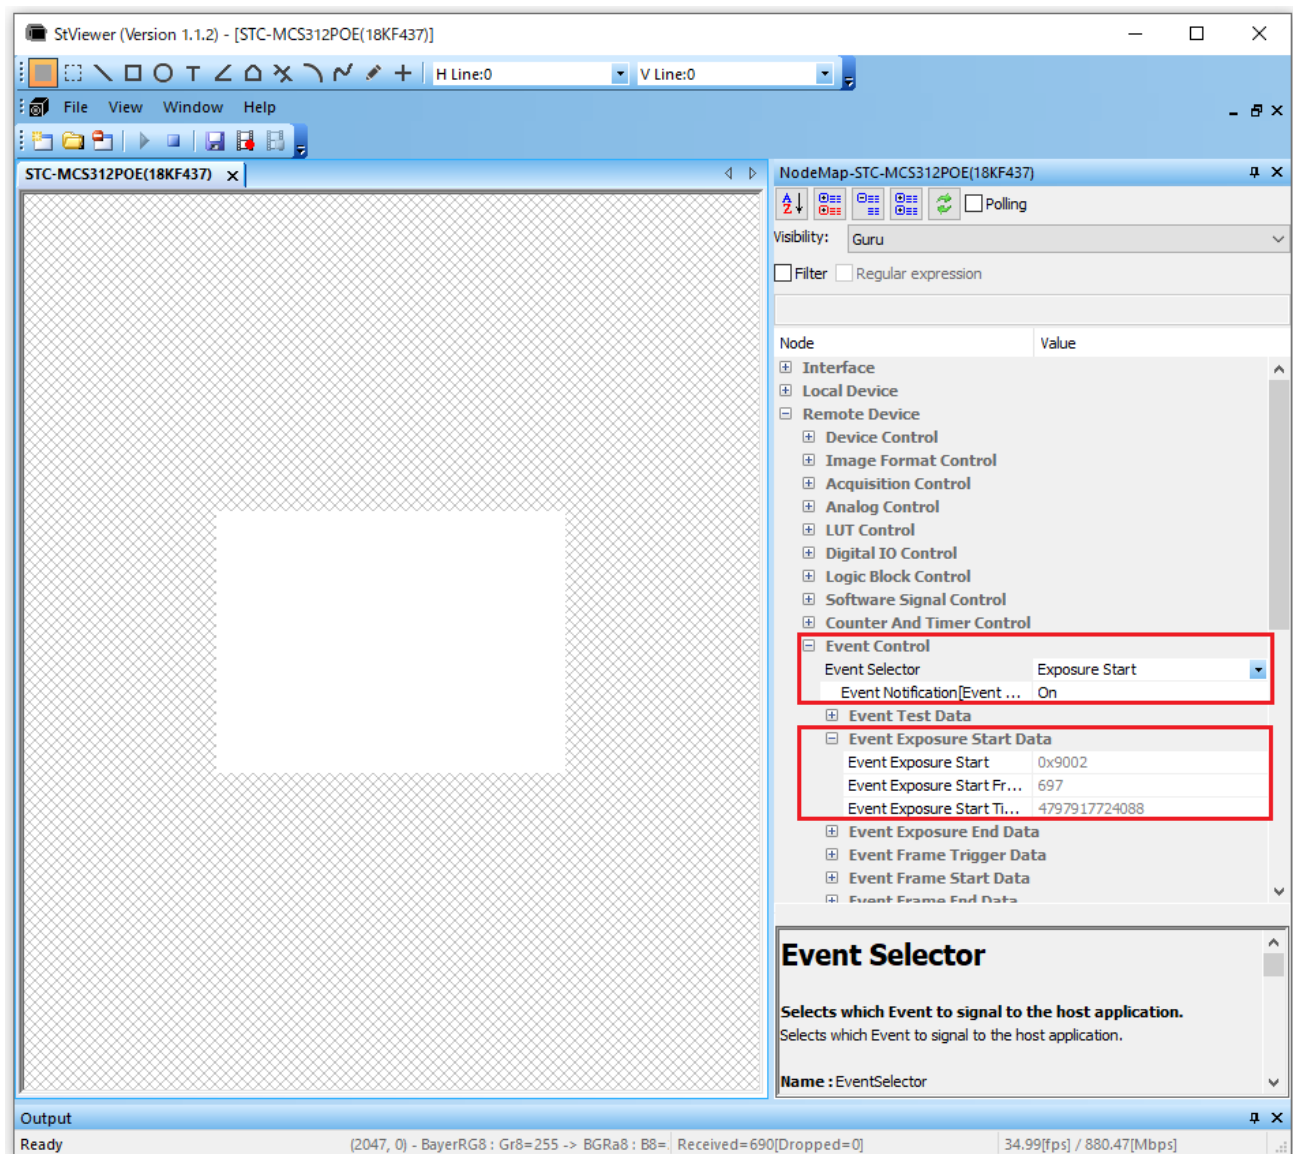 StViewer (Version 1.1.2) - [STC-MCS312POE(18KF437)]
H Line:0 V Line:0
File View Window Help
STC-MCS312POE(18KF437)
NodeMap-STC-MCS312POE(18KF437)
Polling
Visibility: Guru
Filter Regular expression
Node Value
Interface
Local Device
Remote Device
Device Control
Image Format Control
Acquisition Control
Analog Control
LUT Control
Digital IO Control
Logic Block Control
Software Signal Control
Counter And Timer Control
Event Control
Event Selector Exposure Start
Event Notification[Event ... On
Event Test Data
Event Exposure Start Data
Event Exposure Start 0x9002
Event Exposure Start Fr... 697
Event Exposure Start Ti... 4797917724088
Event Exposure End Data
Event Frame Trigger Data
Event Frame Start Data
Event Frame End Data
Event Selector
Selects which Event to signal to the host application.
Selects which Event to signal to the host application.
Name : EventSelector
Output
Ready (2047, 0) - BayerRG8 : Gr8=255 -> BGRa8 : B8= Received=690[Dropped=0] 34.99[fps] / 880.47[Mbps]